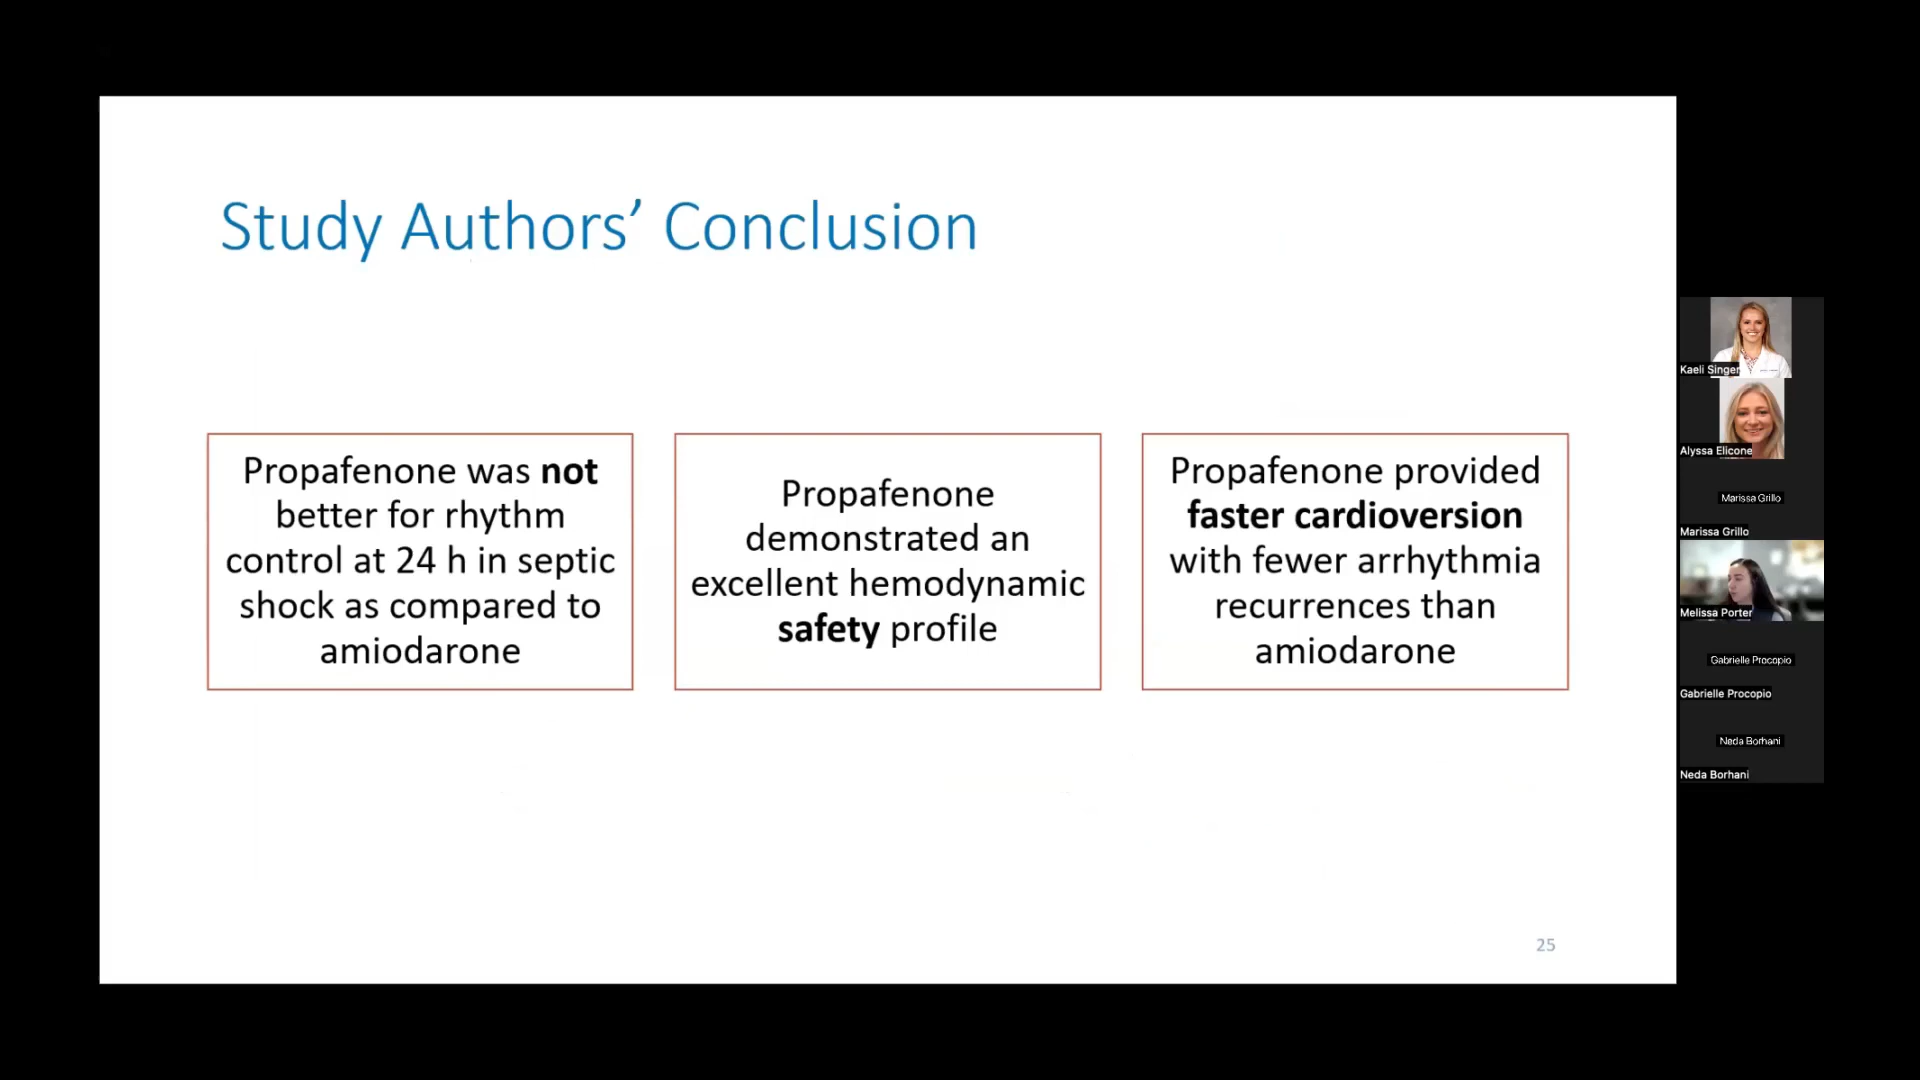 Study Authors’ Conclusion
Propafenone was not
better for rhythm
control at 24 h in septic
shock as compared to
amiodarone
Propafenone
demonstrated an
excellent hemodynamic
safety profile
Propafenone provided
faster cardioversion
with fewer arrhythmia
recurrences than
amiodarone
25
Kaeli Singer
Alyssa Elicone
Marissa Grillo
Marissa Grillo
Melissa Porter
Gabrielle Procopio
Gabrielle Procopio
Neda Borhani
Neda Borhani